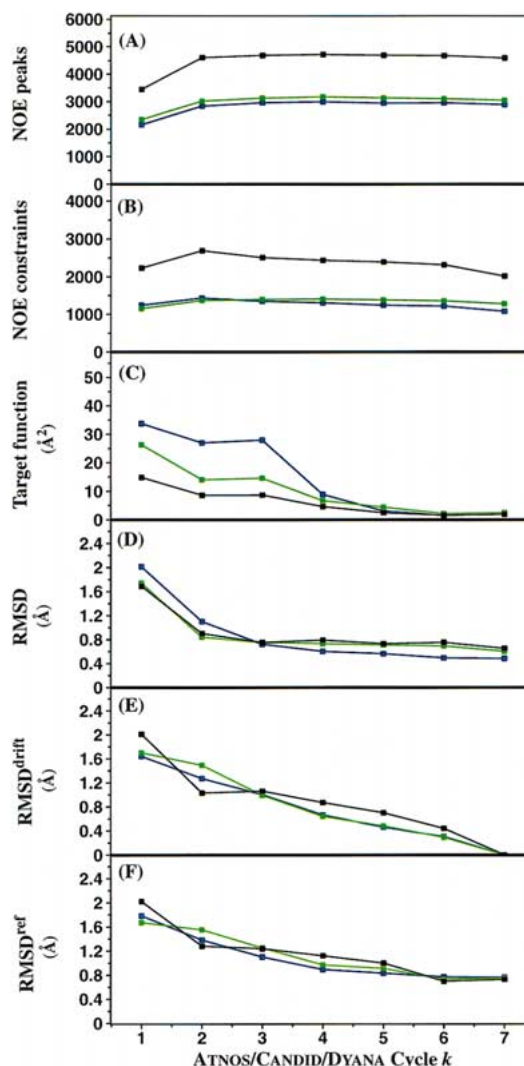 (A)
NOE peaks
6000
5000
4000
3000
2000
1000
0
(B)
NOE constraints
4000
3000
2000
1000
0
(C)
Target function
(Å²)
50
40
30
20
10
0
(D)
RMSD
(Å)
2.4
2.0
1.6
1.2
0.8
0.4
0
(E)
RMSDdrift
(Å)
2.4
2.0
1.6
1.2
0.8
0.4
0
(F)
RMSDref
(Å)
2.4
2.0
1.6
1.2
0.8
0.4
0
1 2 3 4 5 6 7
ATNOS/CANDID/DYANA Cycle k